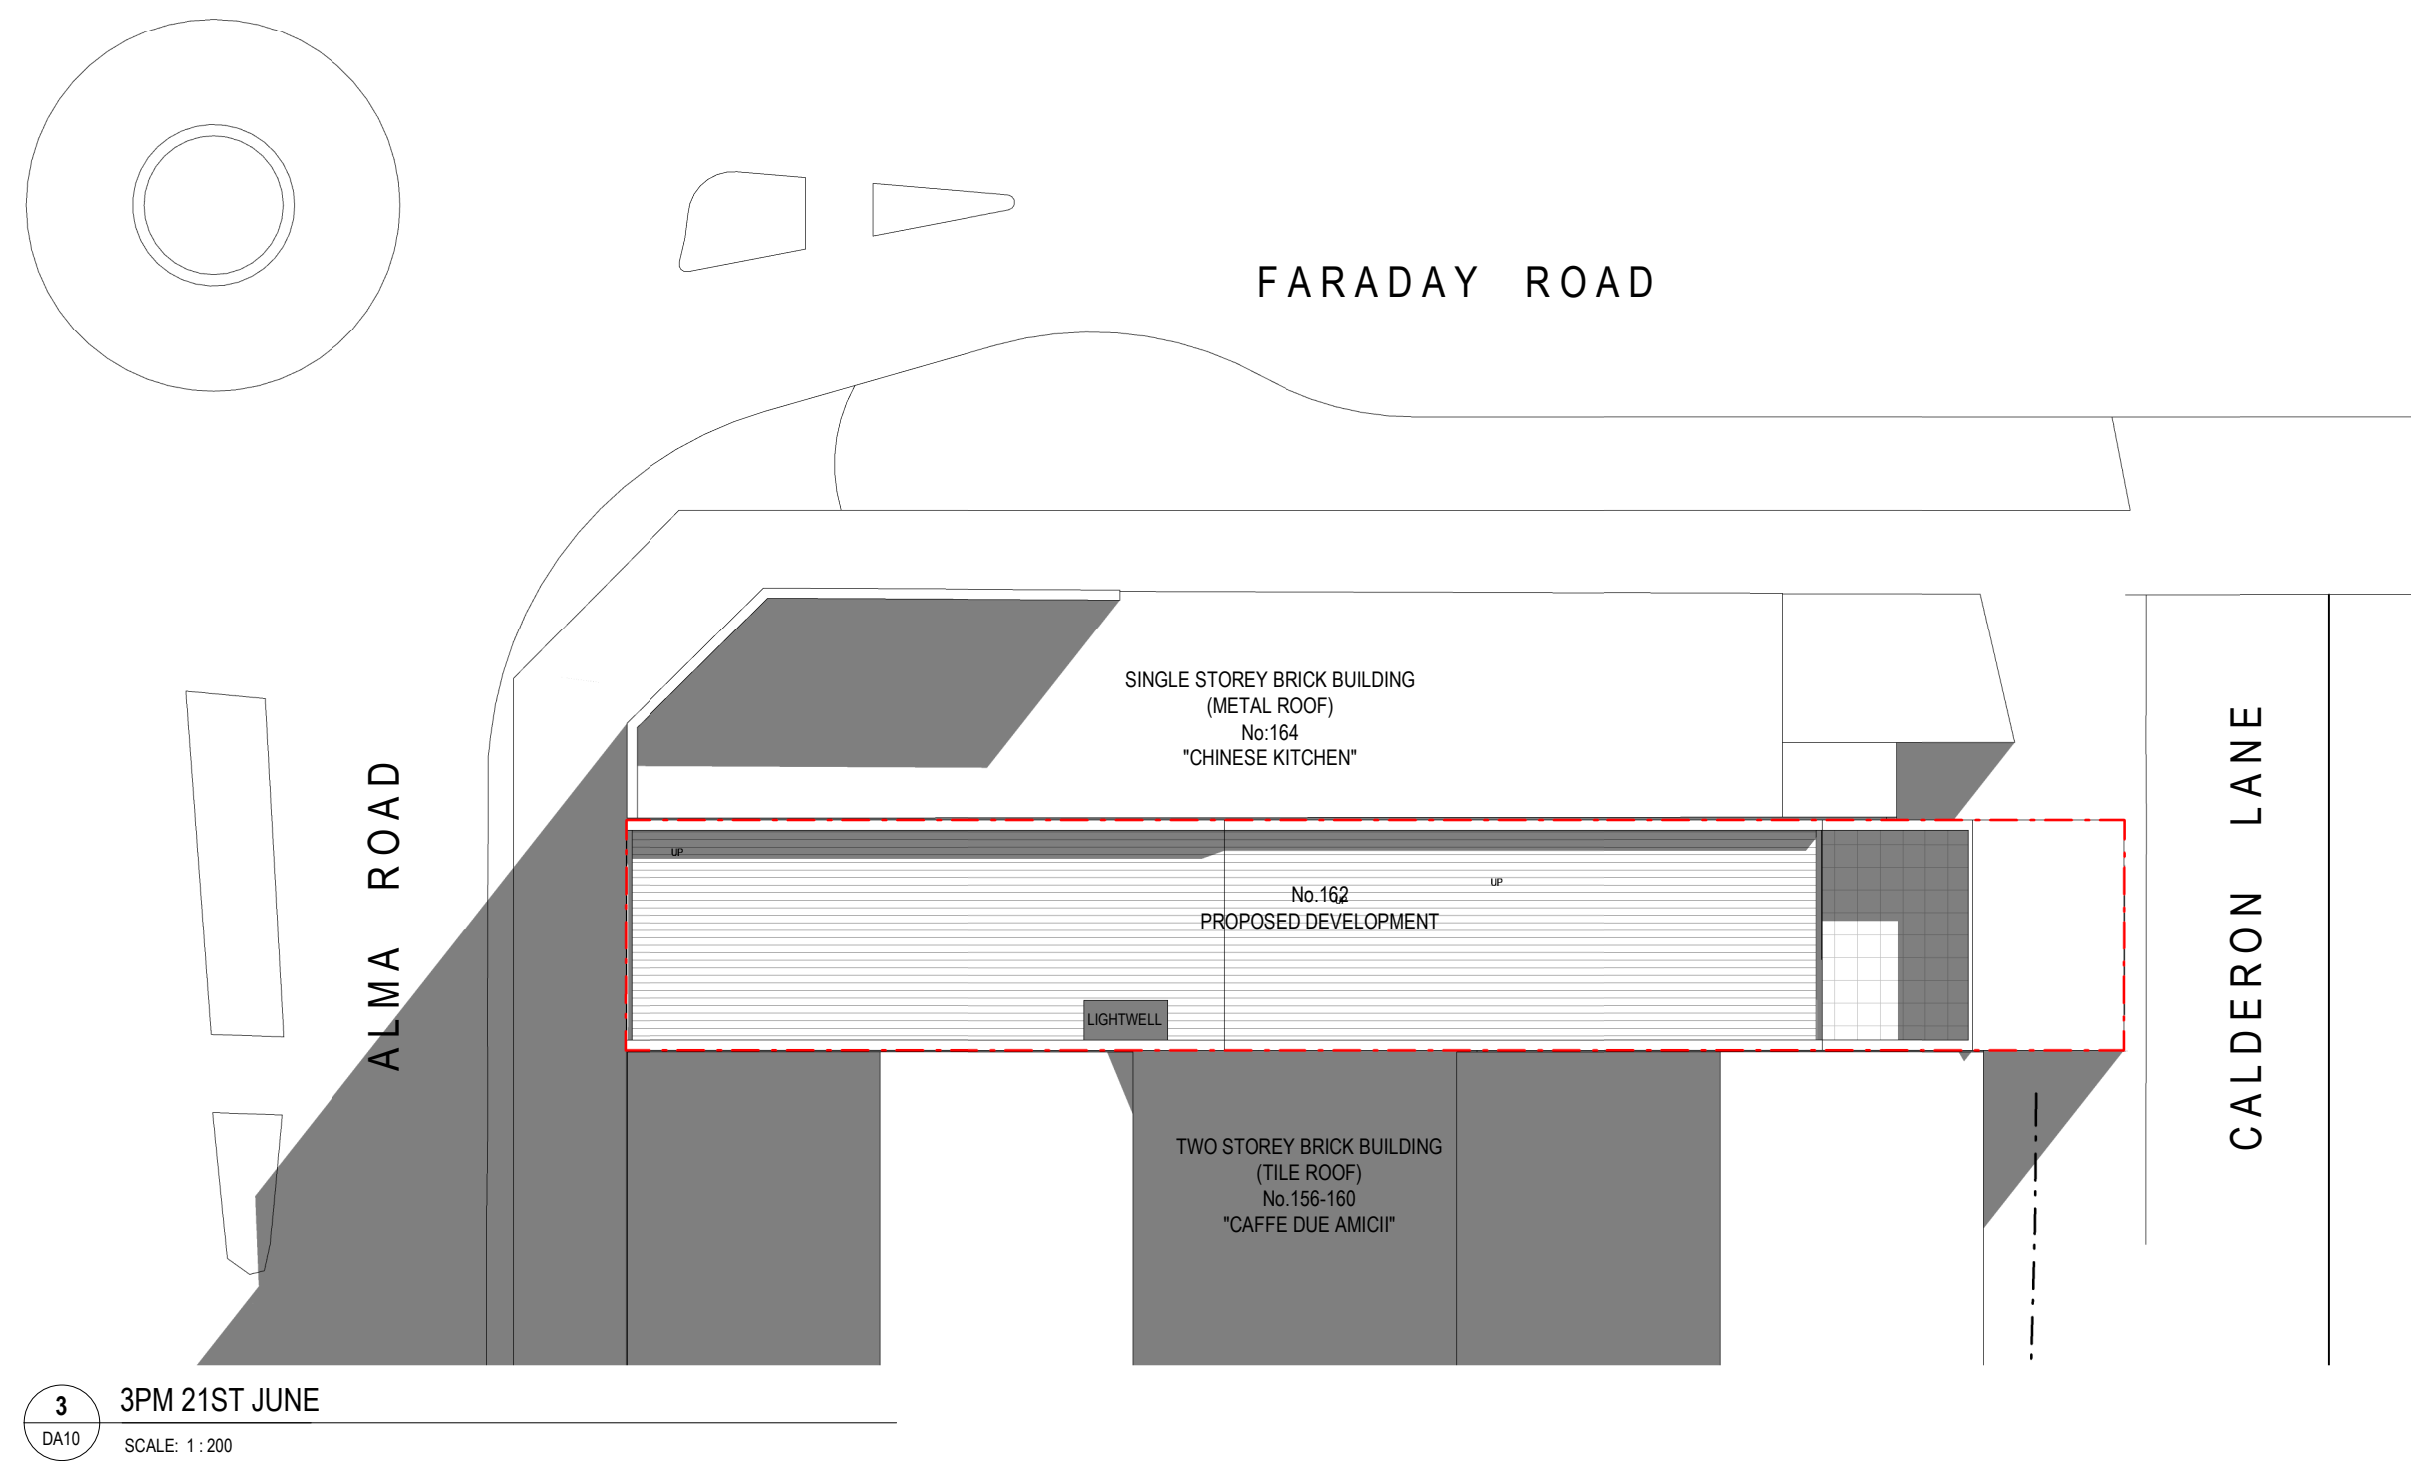 FARADAY ROAD
SINGLE STOREY BRICK BUILDING
(METAL ROOF)
No:164
"CHINESE KITCHEN"
ALMA ROAD
CALDERON LANE
UP
UP
No.162
UP
PROPOSED DEVELOPMENT
LIGHTWELL
TWO STOREY BRICK BUILDING
(TILE ROOF)
No.156-160
"CAFFE DUE AMICII"
3
DA10
3PM 21ST JUNE
SCALE: 1 : 200